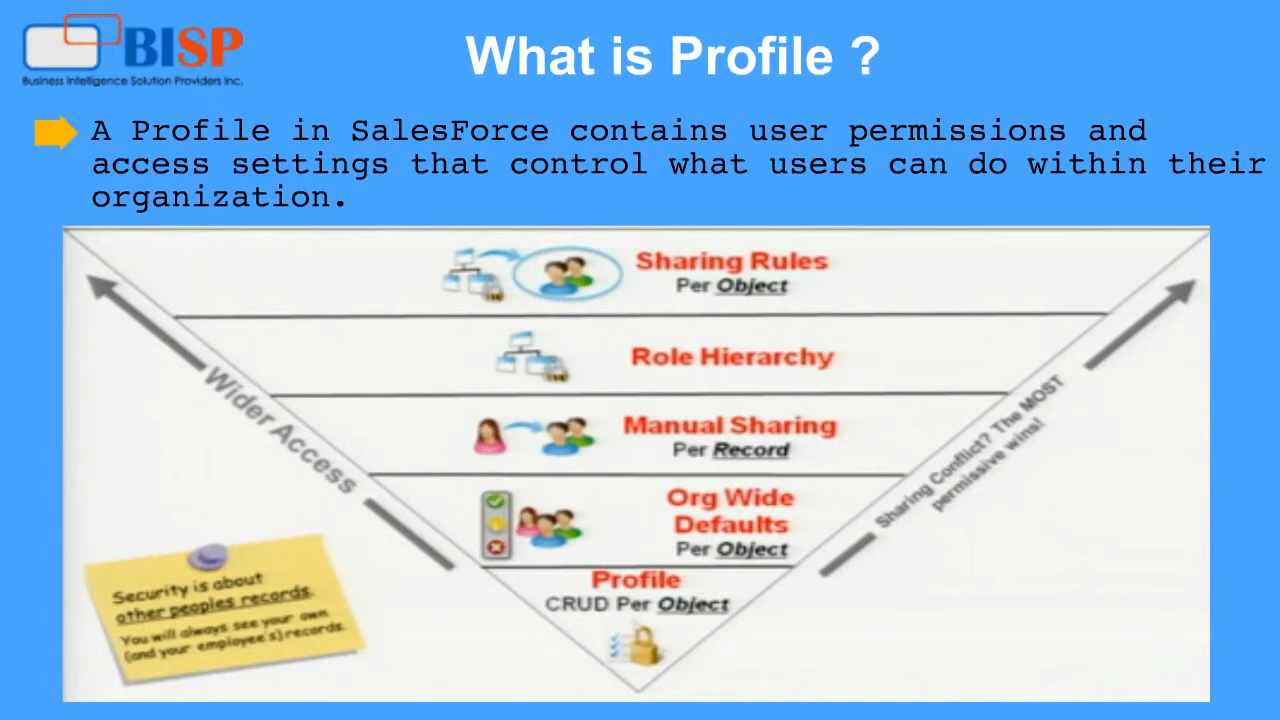 BISP
Business Intelligence Solution Providers Inc.
What is Profile ?
A Profile in SalesForce contains user permissions and
access settings that control what users can do within their
organization.
Sharing Rules
Per Object
Role Hierarchy
Manual Sharing
Per Record
Org Wide
Defaults
Per Object
Profile
CRUD Per Object
Wider Access
Sharing Conflict? The MOST
permissive wins!
Security is about
other peoples records.
You will always see your own
(and your employee's) records.